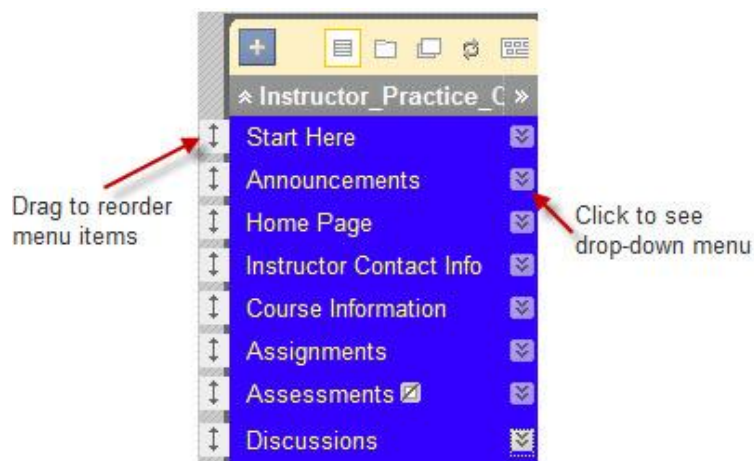 Instructor_Practice_C
Start Here
Announcements
Home Page
Instructor Contact Info
Course Information
Assignments
Assessments
Discussions
Drag to reorder
menu items
Click to see
drop-down menu